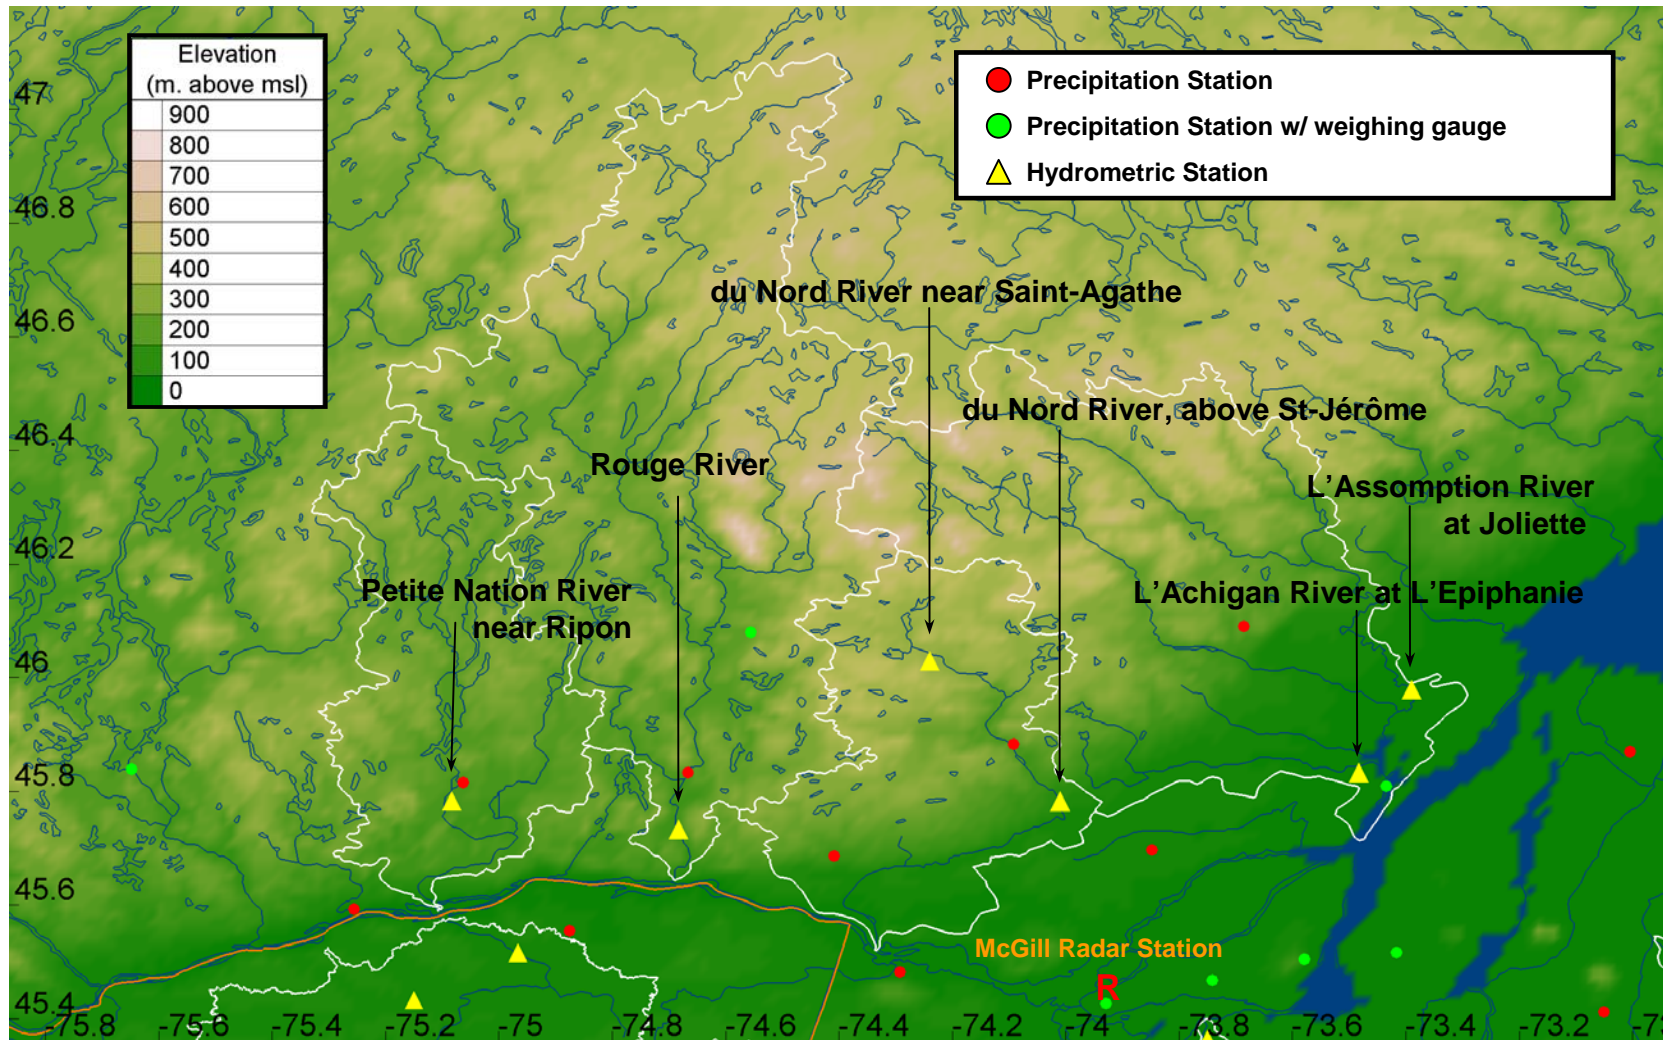 Elevation
(m. above msl)
900
800
700
600
500
400
300
200
100
0
Precipitation Station
Precipitation Station w/ weighing gauge
Hydrometric Station
47
46.8
46.6
46.4
46.2
46
45.8
45.6
45.4
du Nord River near Saint-Agathe
du Nord River, above St-Jérôme
Rouge River
L'Assomption River
at Joliette
Petite Nation River
near Ripon
L'Achigan River at L'Epiphanie
McGill Radar Station
R
-75.8 -75.6 -75.4 -75.2 -75 -74.8 -74.6 -74.4 -74.2 -74 -73.8 -73.6 -73.4 -73.2